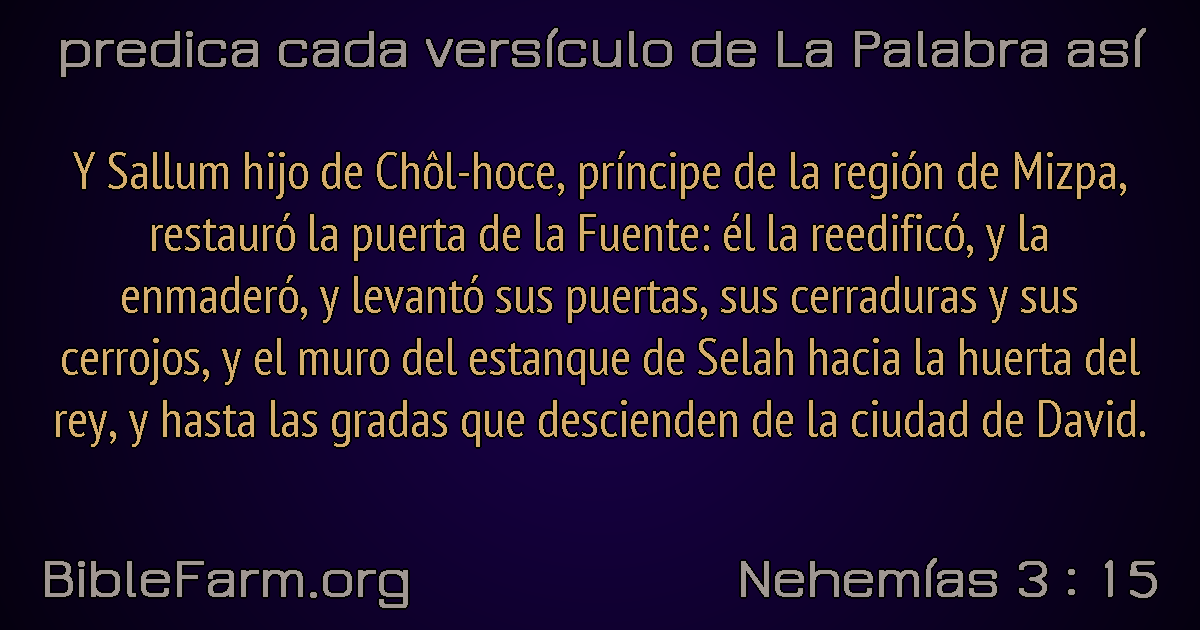 predica cada versículo de La Palabra así
Y Sallum hijo de Chôl-hoce, príncipe de la región de Mizpa,
restauró la puerta de la Fuente: él la reedificó, y la
enmaderó, y levantó sus puertas, sus cerraduras y sus
cerrojos, y el muro del estanque de Selah hacia la huerta del
rey, y hasta las gradas que descienden de la ciudad de David.
BibleFarm.org
Nehemías 3 : 15